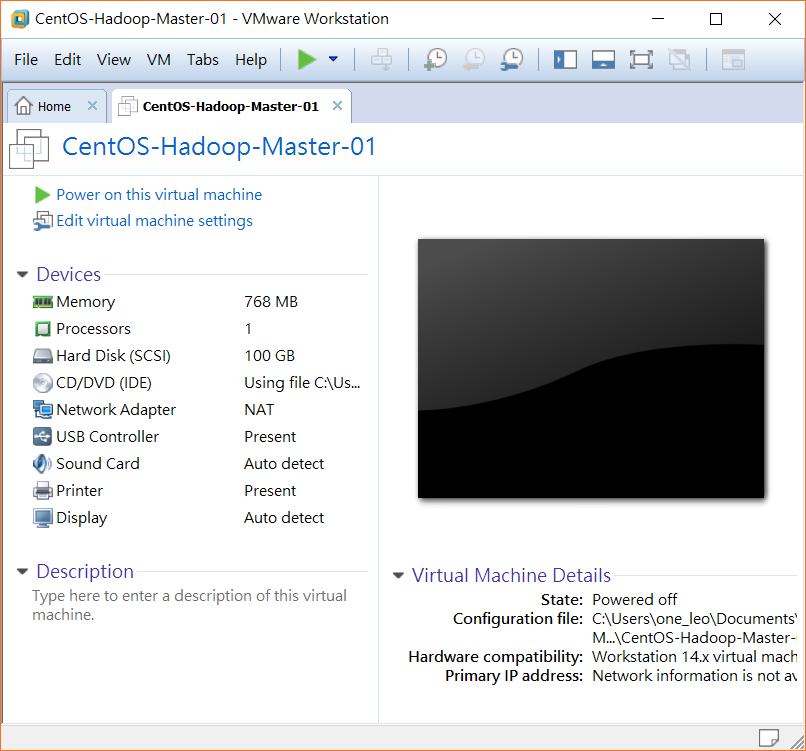 CentOS-Hadoop-Master-01 - VMware Workstation
File Edit View VM Tabs Help
Home CentOS-Hadoop-Master-01
CentOS-Hadoop-Master-01
Power on this virtual machine
Edit virtual machine settings
Devices
Memory 768 MB
Processors 1
Hard Disk (SCSI) 100 GB
CD/DVD (IDE) Using file C:\Us...
Network Adapter NAT
USB Controller Present
Sound Card Auto detect
Printer Present
Display Auto detect
Description
Type here to enter a description of this virtual
machine.
Virtual Machine Details
State: Powered off
Configuration file: C:\Users\one_leo\Documents\
M...\CentOS-Hadoop-Master-
Hardware compatibility: Workstation 14.x virtual mach
Primary IP address: Network information is not av